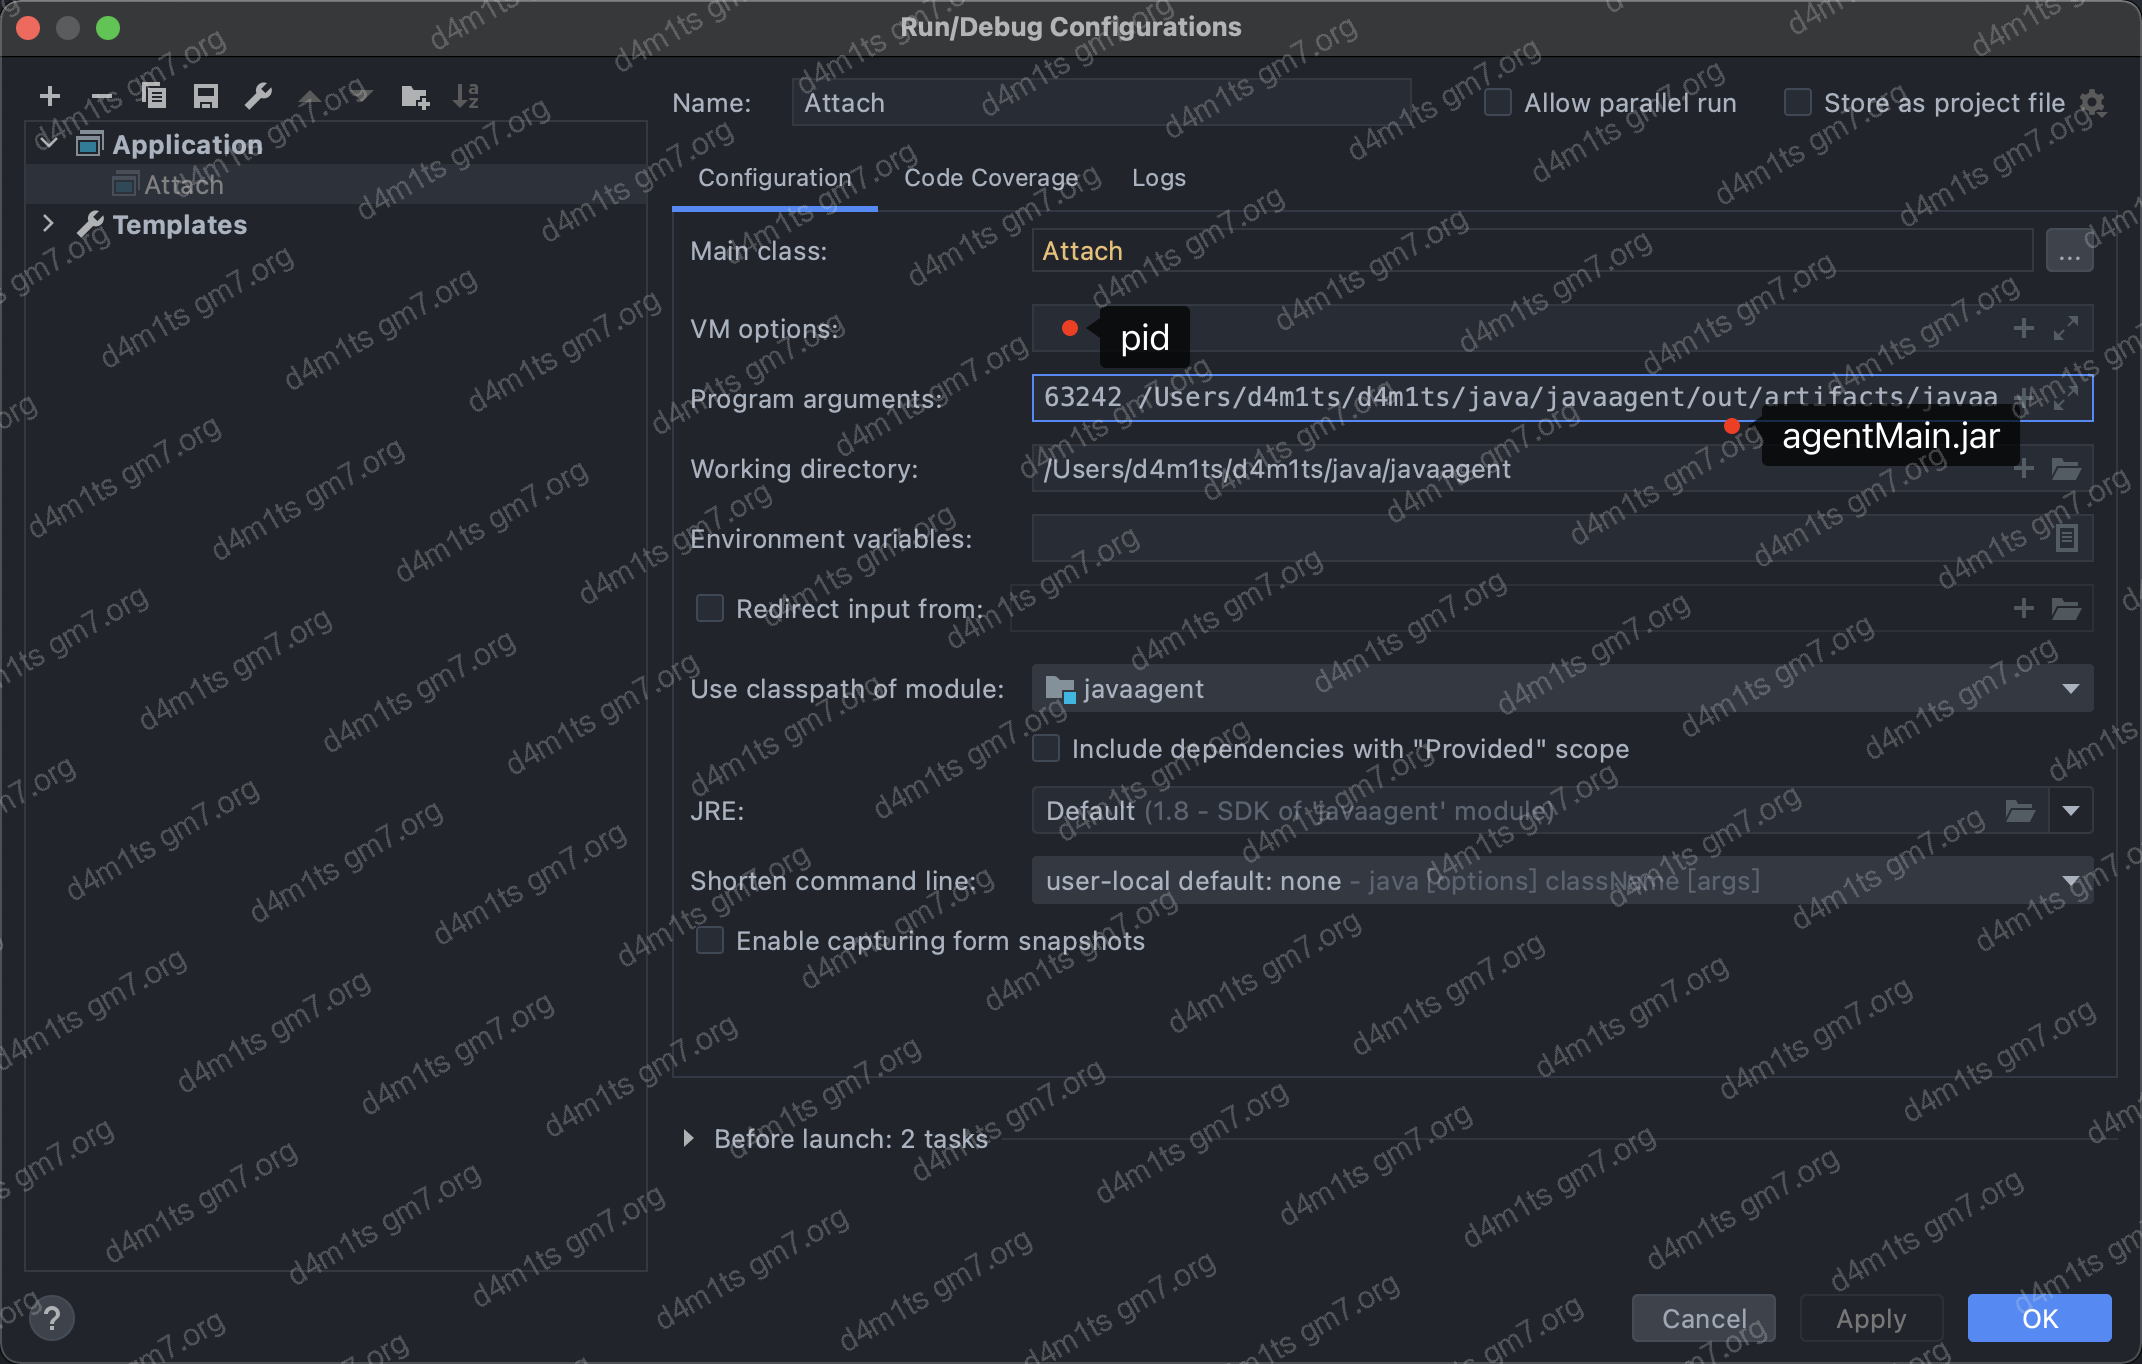 Run/Debug Configurations
Name: Attach
Allow parallel run
Store as project file
Application
Attach
Templates
Configuration
Code Coverage
Logs
Main class: Attach
...
VM options:
pid
Program arguments: 63242 /Users/d4m1ts/d4m1ts/java/javaagent/out/artifacts/javaa
agentMain.jar
Working directory: /Users/d4m1ts/d4m1ts/java/javaagent
Environment variables:
Redirect input from:
Use classpath of module: javaagent
Include dependencies with "Provided" scope
JRE: Default (1.8 - SDK of 'javaagent' module)
Shorten command line: user-local default: none - java [options] className [args]
Enable capturing form snapshots
Before launch: 2 tasks
?
Cancel
Apply
OK
d4m1ts gm7.org